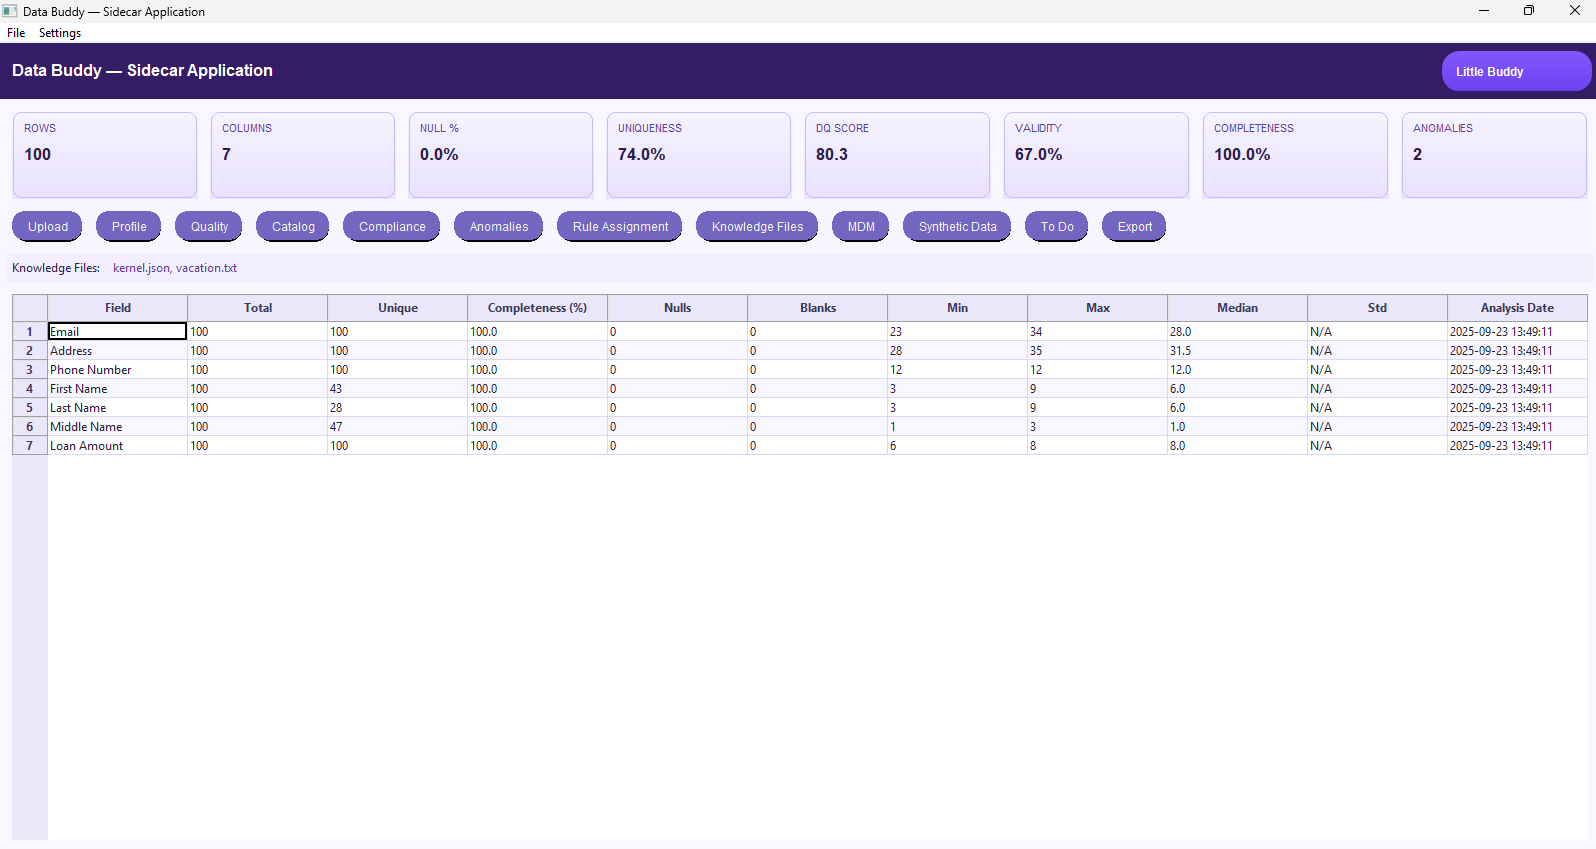 Data Buddy — Sidecar Application
File Settings
Data Buddy — Sidecar Application Little Buddy
ROWS COLUMNS NULL % UNIQUENESS DQ SCORE VALIDITY COMPLETENESS ANOMALIES
100 7 0.0% 74.0% 80.3 67.0% 100.0% 2
Upload Profile Quality Catalog Compliance Anomalies Rule Assignment Knowledge Files MDM Synthetic Data To Do Export
Knowledge Files: kernel.json, vacation.txt
Field Total Unique Completeness (%) Nulls Blanks Min Max Median Std Analysis Date
1 Email 100 100 100.0 0 0 23 34 28.0 N/A 2025-09-23 13:49:11
2 Address 100 100 100.0 0 0 28 35 31.5 N/A 2025-09-23 13:49:11
3 Phone Number 100 100 100.0 0 0 12 12 12.0 N/A 2025-09-23 13:49:11
4 First Name 100 43 100.0 0 0 3 9 6.0 N/A 2025-09-23 13:49:11
5 Last Name 100 28 100.0 0 0 3 9 6.0 N/A 2025-09-23 13:49:11
6 Middle Name 100 47 100.0 0 0 1 3 1.0 N/A 2025-09-23 13:49:11
7 Loan Amount 100 100 100.0 0 0 6 8 8.0 N/A 2025-09-23 13:49:11